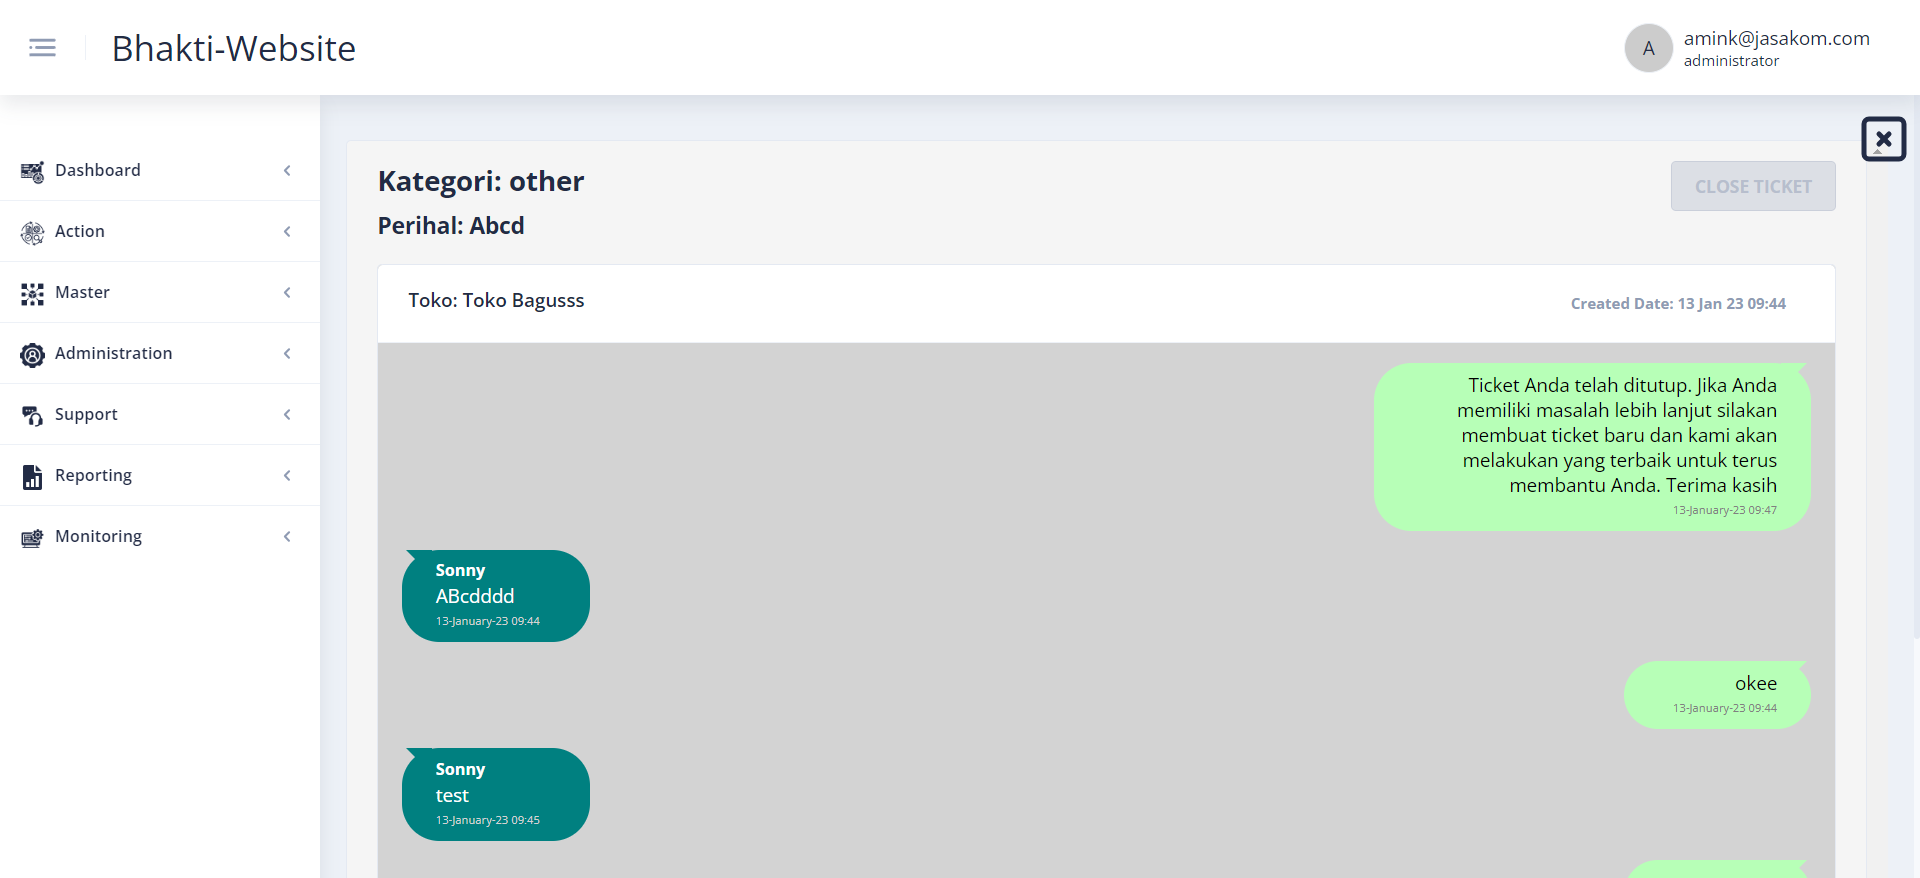 Bhakti-Website
A
amink@jasakom.com
administrator
Dashboard
Action
Master
Administration
Support
Reporting
Monitoring
Kategori: other
CLOSE TICKET
Perihal: Abcd
Toko: Toko Bagusss
Created Date: 13 Jan 23 09:44
Ticket Anda telah ditutup. Jika Anda
memiliki masalah lebih lanjut silakan
membuat ticket baru dan kami akan
melakukan yang terbaik untuk terus
membantu Anda. Terima kasih
13-January-23 09:47
Sonny
ABcdddd
13-January-23 09:44
okee
13-January-23 09:44
Sonny
test
13-January-23 09:45